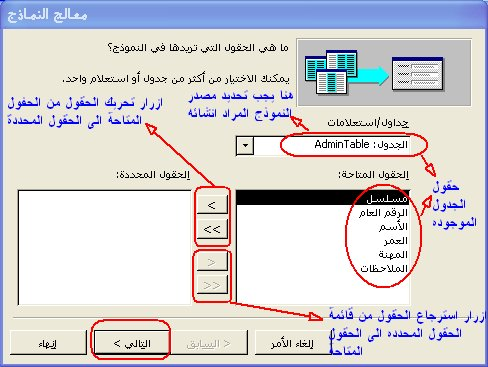 معالج النماذج
ما هي الحقول التي تريدها في النموذج؟
يمكنك الاختيار من أكثر من جدول أو استعلام واحد.
هنا يجب تحديد مصدر
النموذج المراد انشائه
ازرار تحريك الحقول من الحقول
المتاحة الى الحقول المحددة
جداول/استعلامات
الجدول: AdminTable
الحقول المتاحة:
الحقول المحددة:
مسلسل
الرقم العام
الأسم
العمر
المهنة
الملاحظات
حقول
الجدول
الموجوده
>
>>
<
<<
ازرار استرجاع الحقول من قائمة
الحقول المحدده الى الحقول
المتاحة
إلغاء الأمر
< السابق
التالي >
إنهاء